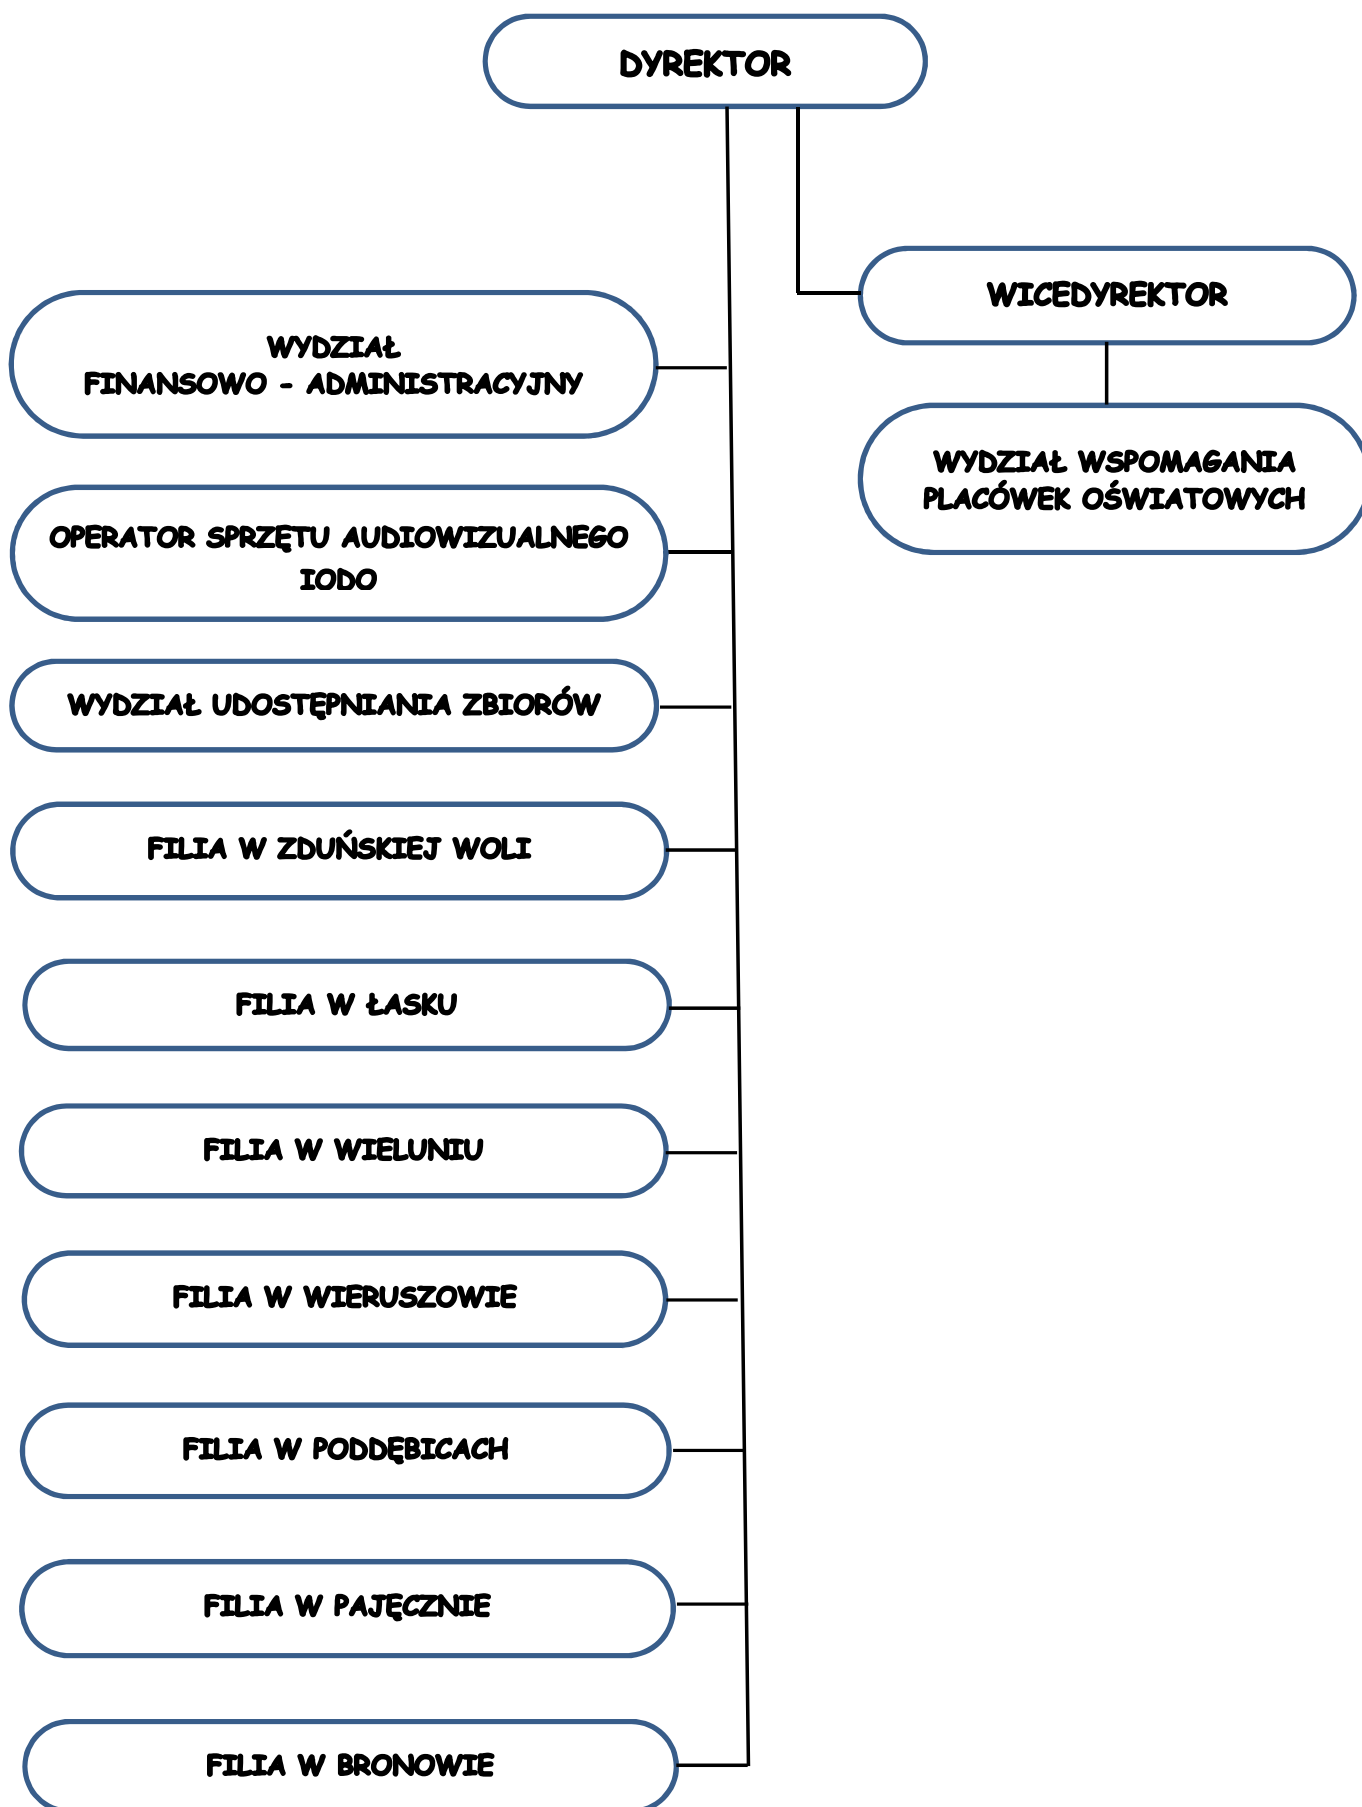 DYREKTOR
WICEDYREKTOR
WYDZIAŁ
FINANSOWO - ADMINISTRACYJNY
WYDZIAŁ WSPOMAGANIA
PLACÓWEK OŚWIATOWYCH
OPERATOR SPRZĘTU AUDIOWIZUALNEGO
IODO
WYDZIAŁ UDOSTĘPNIANIA ZBIORÓW
FILIA W ZDUŃSKIEJ WOLI
FILIA W ŁASKU
FILIA W WIELUNIU
FILIA W WIERUSZOWIE
FILIA W PODDĘBICACH
FILIA W PAJĘCZNIE
FILIA W BRONOWIE